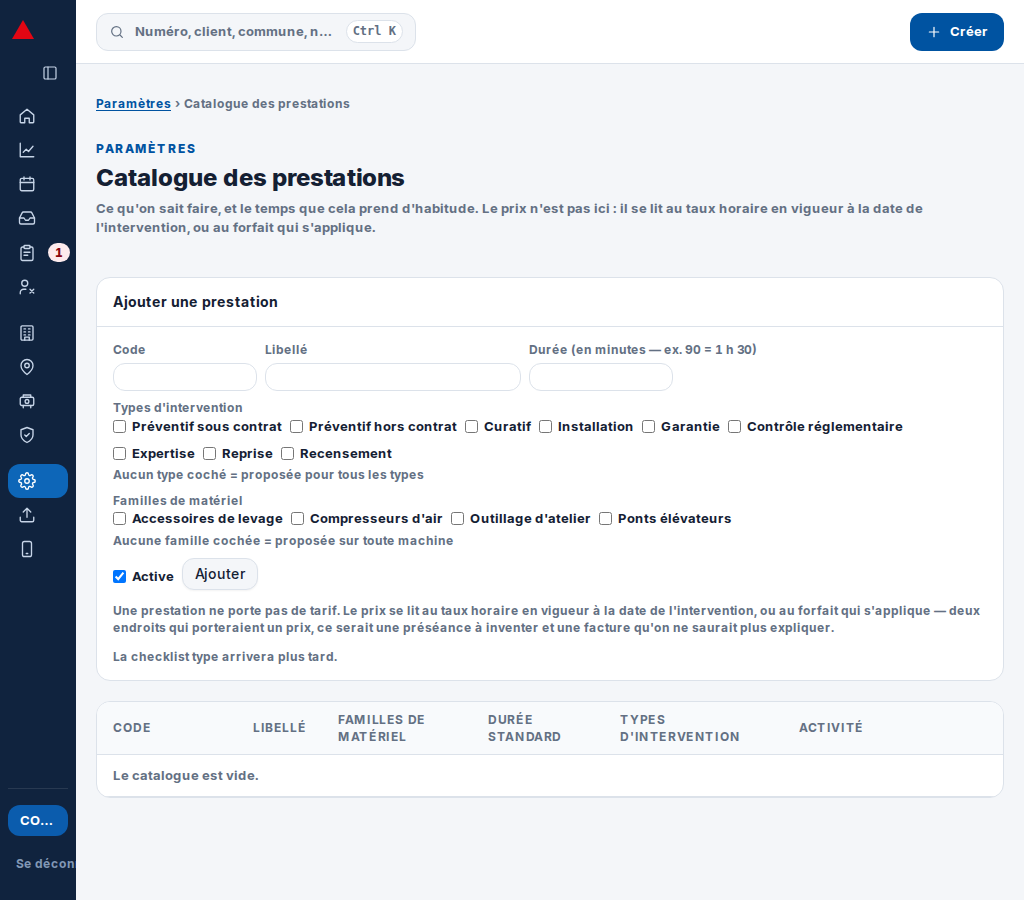 Numéro, client, commune, n…
Ctrl K
Créer
Paramètres › Catalogue des prestations
PARAMÈTRES
Catalogue des prestations
Ce qu'on sait faire, et le temps que cela prend d'habitude. Le prix n'est pas ici : il se lit au taux horaire en vigueur à la date de
l'intervention, ou au forfait qui s'applique.
1
Ajouter une prestation
Code
Libellé
Durée (en minutes — ex. 90 = 1 h 30)
Types d'intervention
Préventif sous contrat
Préventif hors contrat
Curatif
Installation
Garantie
Contrôle réglementaire
Expertise
Reprise
Recensement
Aucun type coché = proposée pour tous les types
Familles de matériel
Accessoires de levage
Compresseurs d'air
Outillage d'atelier
Ponts élévateurs
Aucune famille cochée = proposée sur toute machine
Active
Ajouter
Une prestation ne porte pas de tarif. Le prix se lit au taux horaire en vigueur à la date de l'intervention, ou au forfait qui s'applique — deux
endroits qui porteraient un prix, ce serait une préséance à inventer et une facture qu'on ne saurait plus expliquer.
La checklist type arrivera plus tard.
CODE
LIBELLÉ
FAMILLES DE
MATÉRIEL
DURÉE
STANDARD
TYPES
D'INTERVENTION
ACTIVITÉ
Le catalogue est vide.
CO…
Se décon